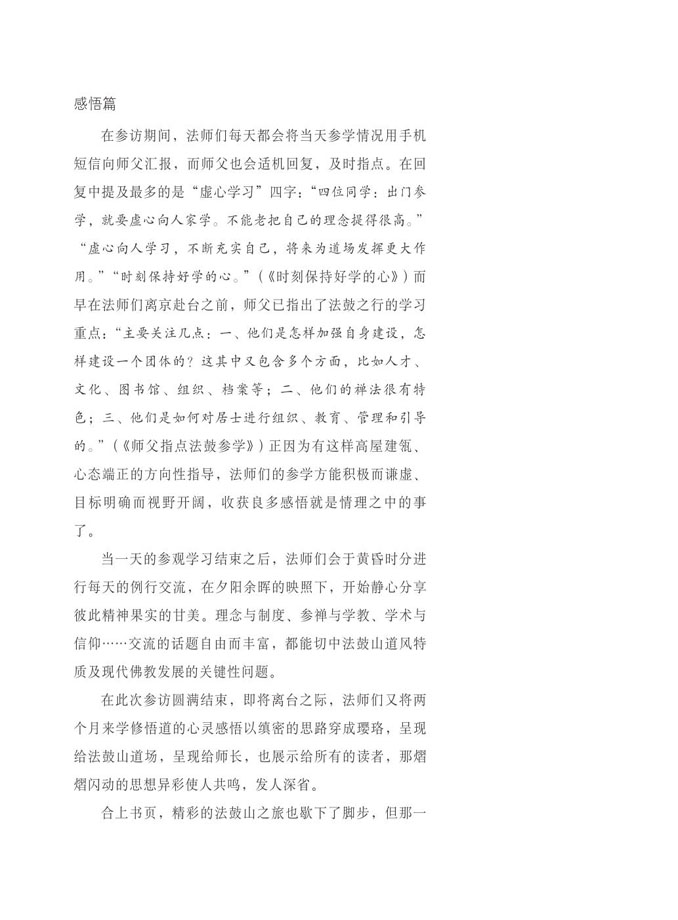 感悟篇
在参访期间，法师们每天都会将当天参学情况用手机
短信向师父汇报，而师父也会适机回复，及时指点。在回
复中提及最多的是“虚心学习”四字：“四位同学：出门参
学，就要虚心向人家学。不能老把自己的理念提得很高。”
“虚心向人学习，不断充实自己，将来为道场发挥更大作
用。”“时刻保持好学的心。”（《时刻保持好学的心》）而
早在法师们离京赴台之前，师父已指出了法鼓之行的学习
重点：“主要关注几点：一、他们是怎样加强自身建设，怎
样建设一个团体的？这其中又包含多个方面，比如人才、
文化、图书馆、组织、档案等；二、他们的禅法很有特
色；三、他们是如何对居士进行组织、教育、管理和引导
的。”（《师父指点法鼓参学》）正因为有这样高屋建瓴、
心态端正的方向性指导，法师们的参学方能积极而谦虚、
目标明确而视野开阔，收获良多感悟就是情理之中的事
了。
当一天的参观学习结束之后，法师们会于黄昏时分进
行每天的例行交流，在夕阳余晖的映照下，开始静心分享
彼此精神果实的甘美。理念与制度、参禅与学教、学术与
信仰……交流的话题自由而丰富，都能切中法鼓山道风特
质及现代佛教发展的关键性问题。
在此次参访圆满结束，即将离台之际，法师们又将两
个月来学修悟道的心灵感悟以缜密的思路穿成璎珞，呈现
给法鼓山道场，呈现给师长，也展示给所有的读者，那熠
熠闪动的思想异彩使人共鸣，发人深省。
合上书页，精彩的法鼓山之旅也歇下了脚步，但那一